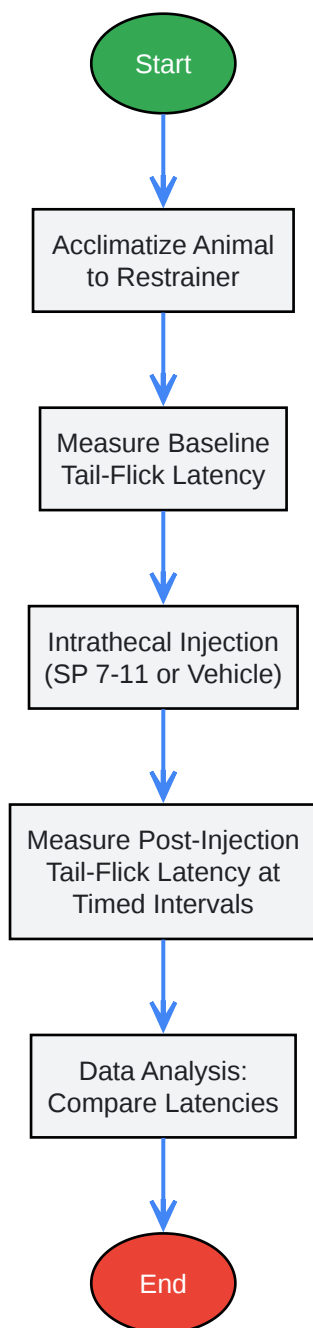 Start
Acclimatize Animal
to Restrainer
Measure Baseline
Tail-Flick Latency
Intrathecal Injection
(SP 7-11 or Vehicle)
Measure Post-Injection
Tail-Flick Latency at
Timed Intervals
Data Analysis:
Compare Latencies
End